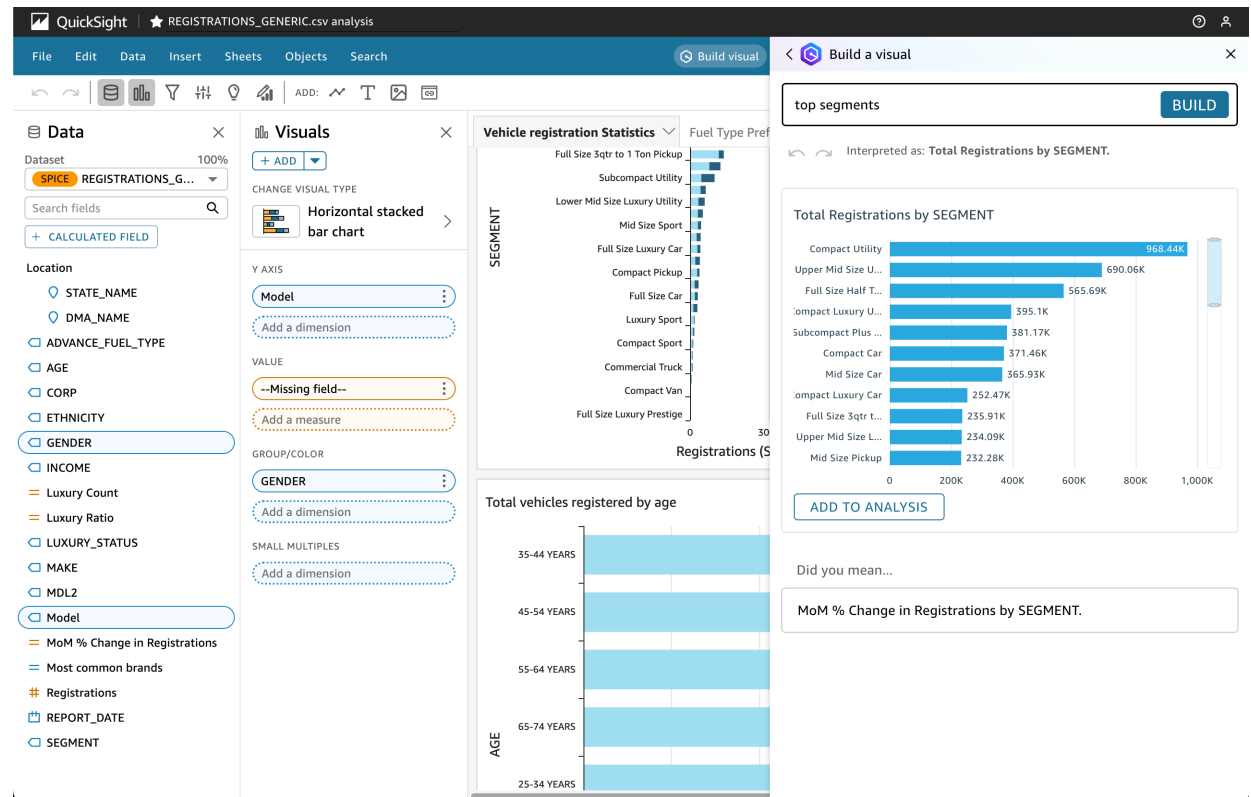 QuickSight
REGISTRATIONS_GENERIC.csv analysis
File Edit Data Insert Sheets Objects Search
Build visual
ADD:
Data
Dataset 100%
SPICE REGISTRATIONS_G...
Search fields
+ CALCULATED FIELD
Location
STATE_NAME
DMA_NAME
ADVANCE_FUEL_TYPE
AGE
CORP
ETHNICITY
GENDER
INCOME
Luxury Count
Luxury Ratio
LUXURY_STATUS
MAKE
MDL2
Model
MoM % Change in Registrations
Most common brands
Registrations
REPORT_DATE
SEGMENT
Visuals
+ ADD
CHANGE VISUAL TYPE
Horizontal stacked
bar chart
Y AXIS
Model
Add a dimension
VALUE
--Missing field--
Add a measure
GROUP/COLOR
GENDER
Add a dimension
SMALL MULTIPLES
Add a dimension
Vehicle registration Statistics
Fuel Type Pref
SEGMENT
Full Size 3qtr to 1 Ton Pickup
Subcompact Utility
Lower Mid Size Luxury Utility
Mid Size Sport
Full Size Luxury Car
Compact Pickup
Full Size Car
Luxury Sport
Compact Sport
Commercial Truck
Compact Van
Full Size Luxury Prestige
0 30
Registrations (S
Total vehicles registered by age
AGE
35-44 YEARS
45-54 YEARS
55-64 YEARS
65-74 YEARS
25-34 YEARS
Build a visual
top segments
BUILD
Interpreted as: Total Registrations by SEGMENT.
Total Registrations by SEGMENT
Compact Utility 968.44K
Upper Mid Size U... 690.06K
Full Size Half T... 565.69K
ompact Luxury U... 395.1K
Subcompact Plus ... 381.17K
Compact Car 371.46K
Mid Size Car 365.93K
ompact Luxury Car 252.47K
Full Size 3qtr t... 235.91K
Upper Mid Size L... 234.09K
Mid Size Pickup 232.28K
0 200K 400K 600K 800K 1,000K
ADD TO ANALYSIS
Did you mean...
MoM % Change in Registrations by SEGMENT.